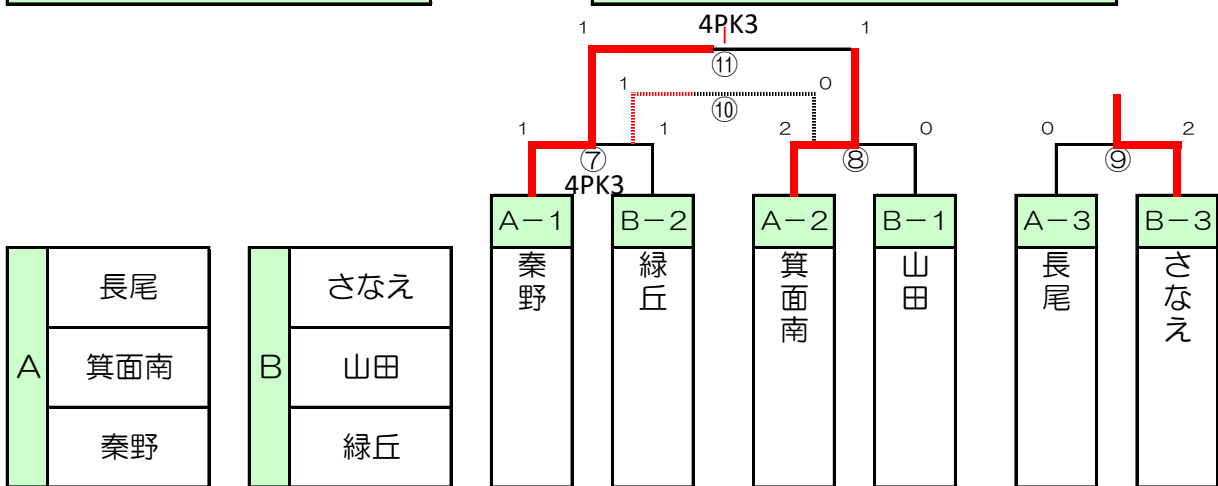 4PK3
1 1
⑪
1 0
⑩
1 1 2 0 0 2
⑦ ⑧ ⑨
4PK3
A-1 B-2 A-2 B-1 A-3 B-3
秦野 緑丘 箕面南 山田 長尾 さなえ
A
長尾
箕面南
秦野
B
さなえ
山田
緑丘